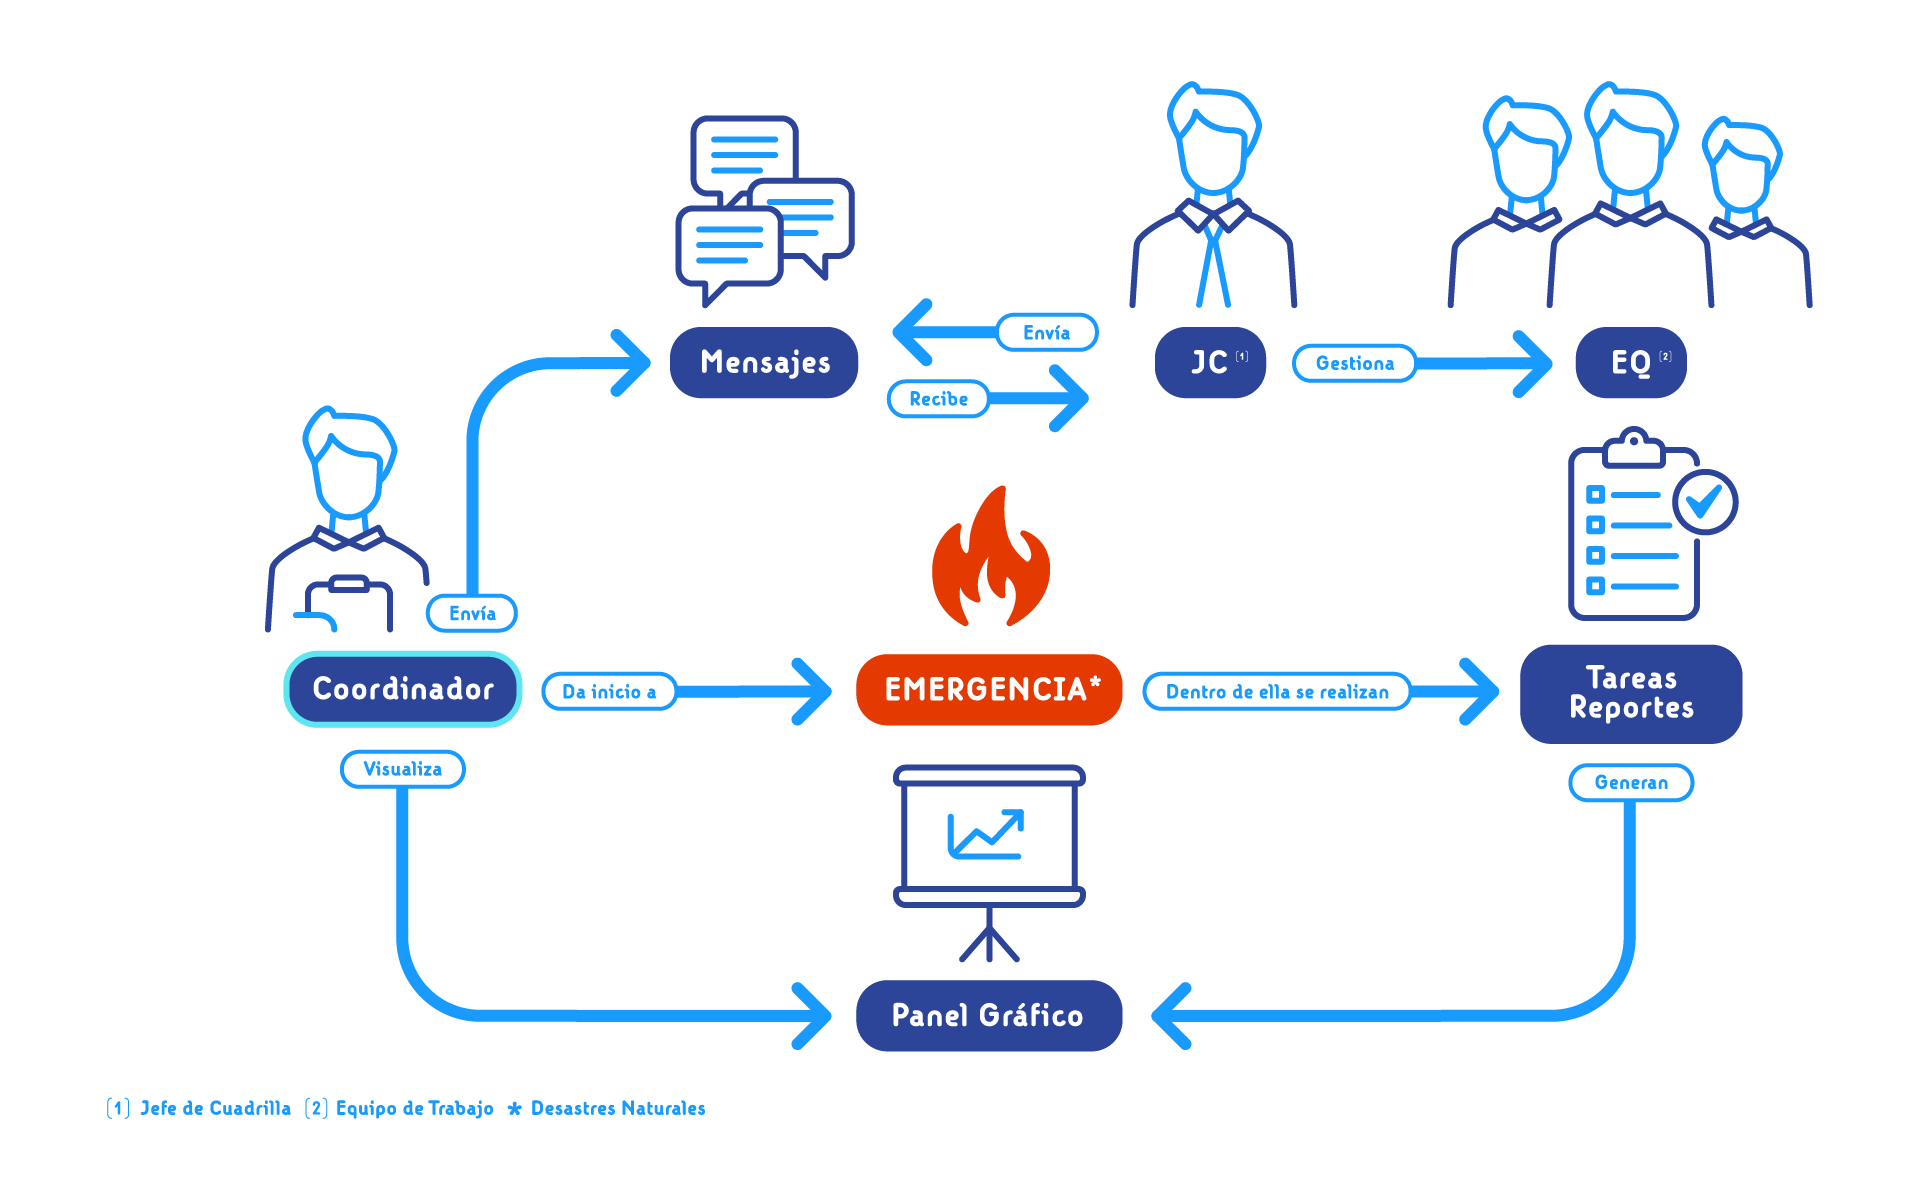 Envía
Mensajes
JC [1]
Gestiona
EQ [2]
Recibe
Envía
Coordinador
Da inicio a
EMERGENCIA*
Dentro de ella se realizan
Tareas
Reportes
Visualiza
Generan
Panel Gráfico
[1] Jefe de Cuadrilla [2] Equipo de Trabajo * Desastres Naturales